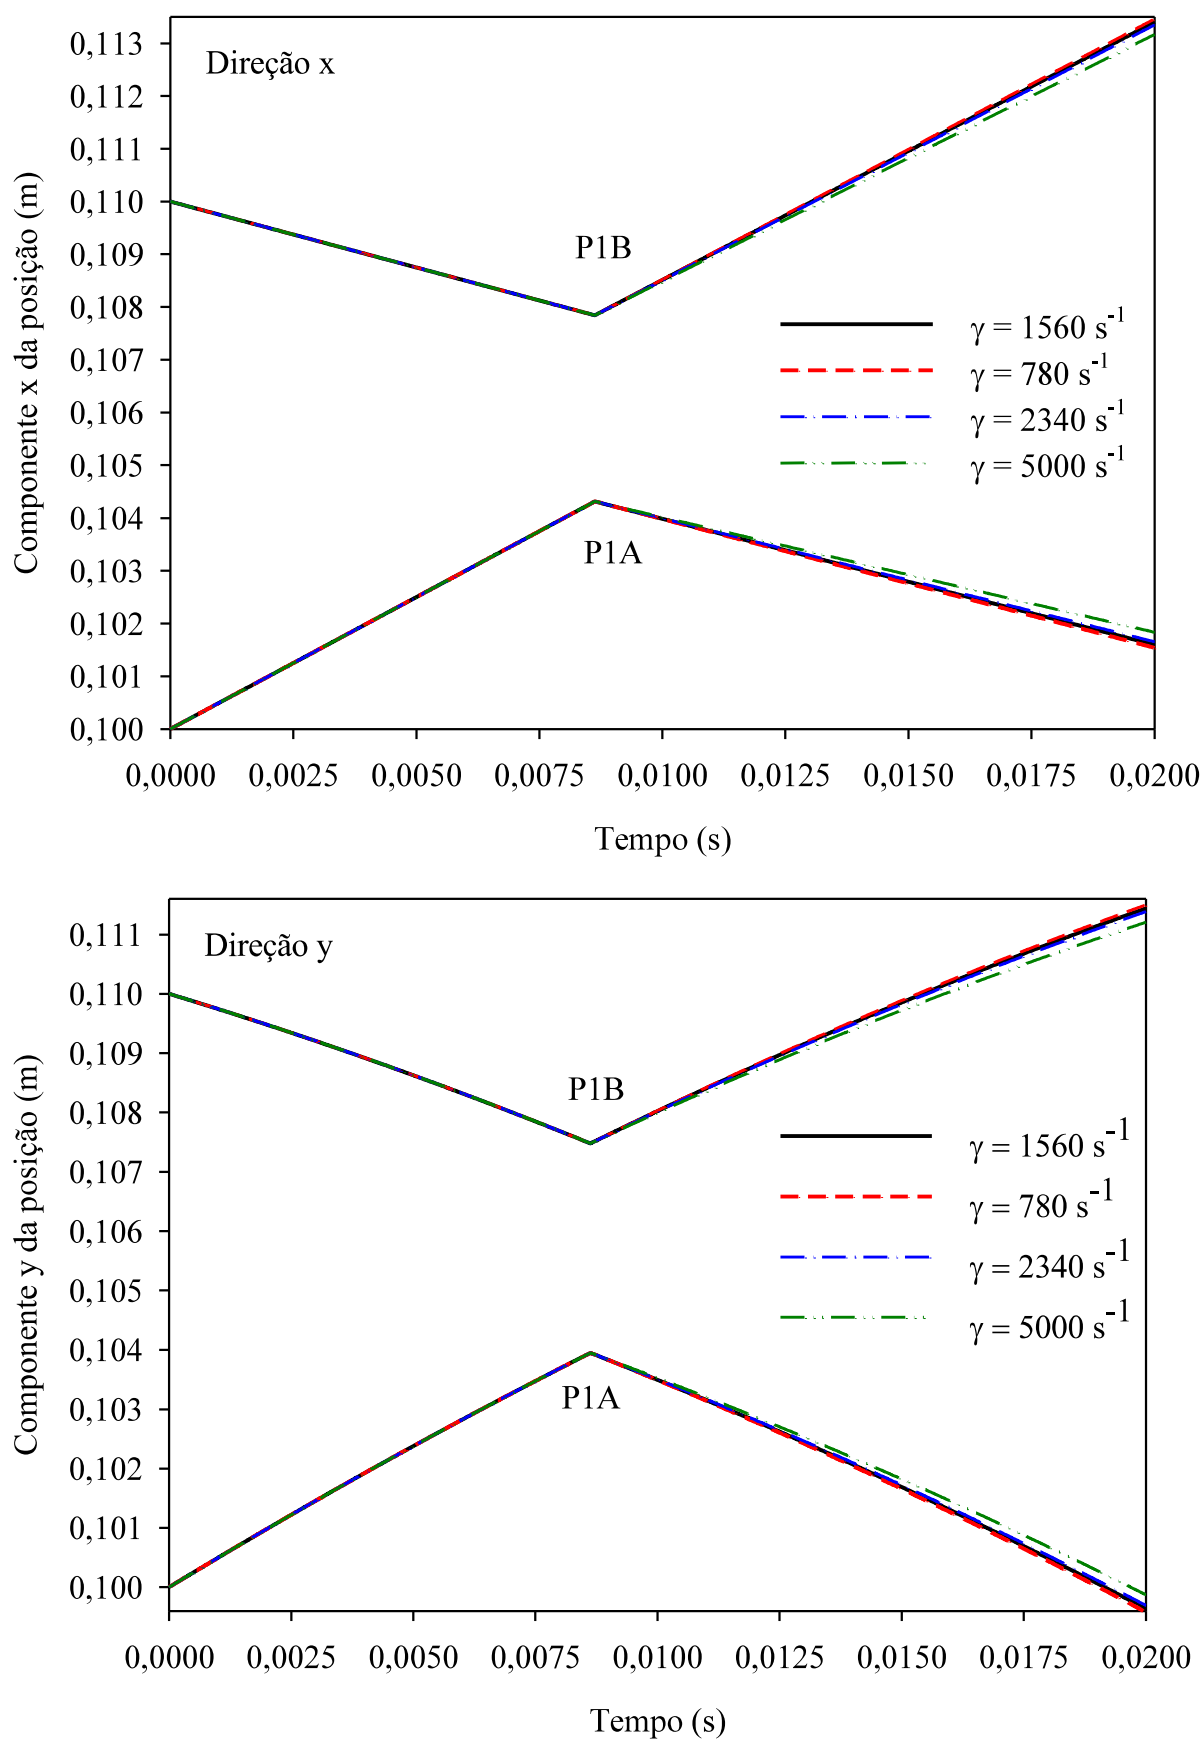 Direção x
Componente x da posição (m)
0,113
0,112
0,111
0,110
0,109
0,108
0,107
0,106
0,105
0,104
0,103
0,102
0,101
0,100
P1B
P1A
γ = 1560 s⁻¹
γ = 780 s⁻¹
γ = 2340 s⁻¹
γ = 5000 s⁻¹
0,0000 0,0025 0,0050 0,0075 0,0100 0,0125 0,0150 0,0175 0,0200
Tempo (s)
Direção y
Componente y da posição (m)
0,111
0,110
0,109
0,108
0,107
0,106
0,105
0,104
0,103
0,102
0,101
0,100
P1B
P1A
γ = 1560 s⁻¹
γ = 780 s⁻¹
γ = 2340 s⁻¹
γ = 5000 s⁻¹
0,0000 0,0025 0,0050 0,0075 0,0100 0,0125 0,0150 0,0175 0,0200
Tempo (s)